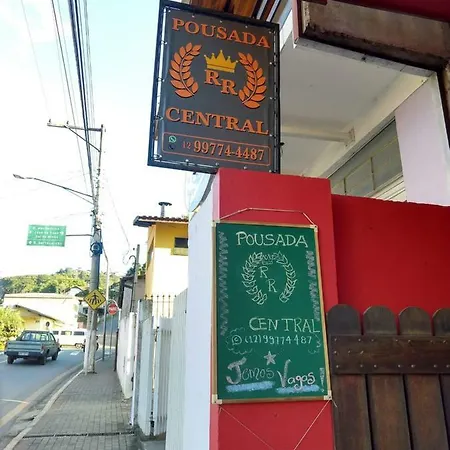 POUSADA
RR
CENTRAL
12 99774-4487
POUSADA
RR
CENTRAL
(12)99774 4487
Temos
Vagas